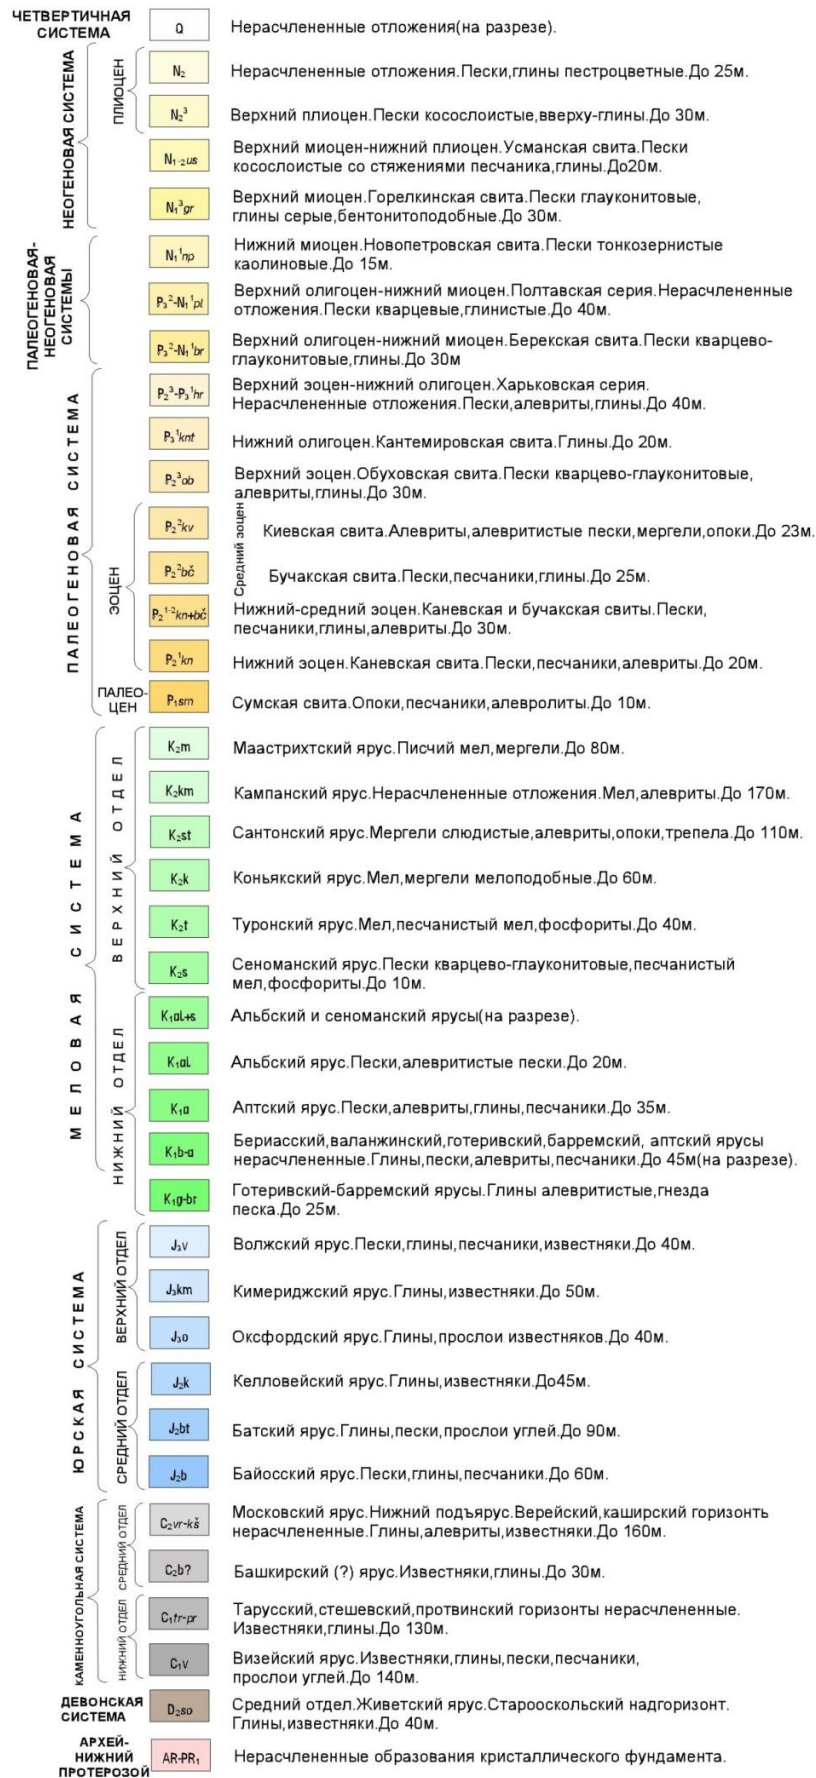 ЧЕТВЕРТИЧНАЯ
СИСТЕМА
Q
Нерасчлененные отложения(на разрезе).
НЕОГЕНОВАЯ СИСТЕМА
ПЛИОЦЕН
N₂
Нерасчлененные отложения.Пески,глины пестроцветные.До 25м.
N₂³
Верхний плиоцен.Пески косослоистые,вверху-глины.До 30м.
N₁₋₂us
Верхний миоцен-нижний плиоцен.Усманская свита.Пески
косослоистые со стяжениями песчаника,глины.До20м.
N₁³gr
Верхний миоцен.Горелкинская свита.Пески глауконитовые,
глины серые,бентонитоподобные.До 30м.
ПАЛЕОГЕНОВАЯ-
НЕОГЕНОВАЯ
СИСТЕМЫ
N₁¹np
Нижний миоцен.Новопетровская свита.Пески тонкозернистые
каолиновые.До 15м.
P₃²-N₁¹pl
Верхний олигоцен-нижний миоцен.Полтавская серия.Нерасчлененные
отложения.Пески кварцевые,глинистые.До 40м.
P₃²-N₁¹br
Верхний олигоцен-нижний миоцен.Берекская свита.Пески кварцево-
глауконитовые,глины.До 30м
ПАЛЕОГЕНОВАЯ СИСТЕМА
P₂³-P₃¹hr
Верхний эоцен-нижний олигоцен.Харьковская серия.
Нерасчлененные отложения.Пески,алевриты,глины.До 40м.
P₃¹knt
Нижний олигоцен.Кантемировская свита.Глины.До 20м.
P₂³ob
Верхний эоцен.Обуховская свита.Пески кварцево-глауконитовые,
алевриты,глины.До 30м.
ЭОЦЕН
Средний эоцен
P₂²kv
Киевская свита.Алевриты,алевритистые пески,мергели,опоки.До 23м.
P₂²bč
Бучакская свита.Пески,песчаники,глины.До 25м.
P₂¹⁻²kn+bč
Нижний-средний эоцен.Каневская и бучакская свиты.Пески,
песчаники,глины,алевриты.До 30м.
P₂¹kn
Нижний эоцен.Каневская свита.Пески,песчаники,алевриты.До 20м.
ПАЛЕО-
ЦЕН
P₁sm
Сумская свита.Опоки,песчаники,алевролиты.До 10м.
МЕЛОВАЯ СИСТЕМА
ВЕРХНИЙ ОТДЕЛ
K₂m
Маастрихтский ярус.Писчий мел,мергели.До 80м.
K₂km
Кампанский ярус.Нерасчлененные отложения.Мел,алевриты.До 170м.
K₂st
Сантонский ярус.Мергели слюдистые,алевриты,опоки,трепела.До 110м.
K₂k
Коньякский ярус.Мел,мергели мелоподобные.До 60м.
K₂t
Туронский ярус.Мел,песчанистый мел,фосфориты.До 40м.
K₂s
Сеноманский ярус.Пески кварцево-глауконитовые,песчанистый
мел,фосфориты.До 10м.
НИЖНИЙ ОТДЕЛ
K₁aL+s
Альбский и сеноманский ярусы(на разрезе).
K₁aL
Альбский ярус.Пески,алевритистые пески.До 20м.
K₁a
Аптский ярус.Пески,алевриты,глины,песчаники.До 35м.
K₁b-a
Бериасский,валанжинский,готеривский,барремский, аптский ярусы
нерасчлененные.Глины,пески,алевриты,песчаники.До 45м(на разрезе).
K₁g-br
Готеривский-барремский ярусы.Глины алевритистые,гнезда
песка.До 25м.
ЮРСКАЯ СИСТЕМА
ВЕРХНИЙ ОТДЕЛ
J₃v
Волжский ярус.Пески,глины,песчаники,известняки.До 40м.
J₃km
Кимериджский ярус.Глины,известняки.До 50м.
J₃o
Оксфордский ярус.Глины,прослои известняков.До 40м.
СРЕДНИЙ ОТДЕЛ
J₂k
Келловейский ярус.Глины,известняки.До45м.
J₂bt
Батский ярус.Глины,пески,прослои углей.До 90м.
J₂b
Байосский ярус.Пески,глины,песчаники.До 60м.
КАМЕННОУГОЛЬНАЯ СИСТЕМА
СРЕДНИЙ ОТДЕЛ
C₂vr-kš
Московский ярус.Нижний подъярус.Верейский,каширский горизонть
нерасчлененные.Глины,алевриты,известняки.До 160м.
C₂b?
Башкирский (?) ярус.Известняки,глины.До 30м.
НИЖНИЙ ОТДЕЛ
C₁tr-pr
Тарусский,стешевский,протвинский горизонты нерасчлененные.
Известняки,глины.До 130м.
C₁v
Визейский ярус.Известняки,глины,пески,песчаники,
прослои углей.До 140м.
ДЕВОНСКАЯ
СИСТЕМА
D₂so
Средний отдел.Живетский ярус.Старооскольский надгоризонт.
Глины,известняки.До 40м.
АРХЕЙ-
НИЖНИЙ
ПРОТЕРОЗОЙ
AR-PR₁
Нерасчлененные образования кристаллического фундамента.